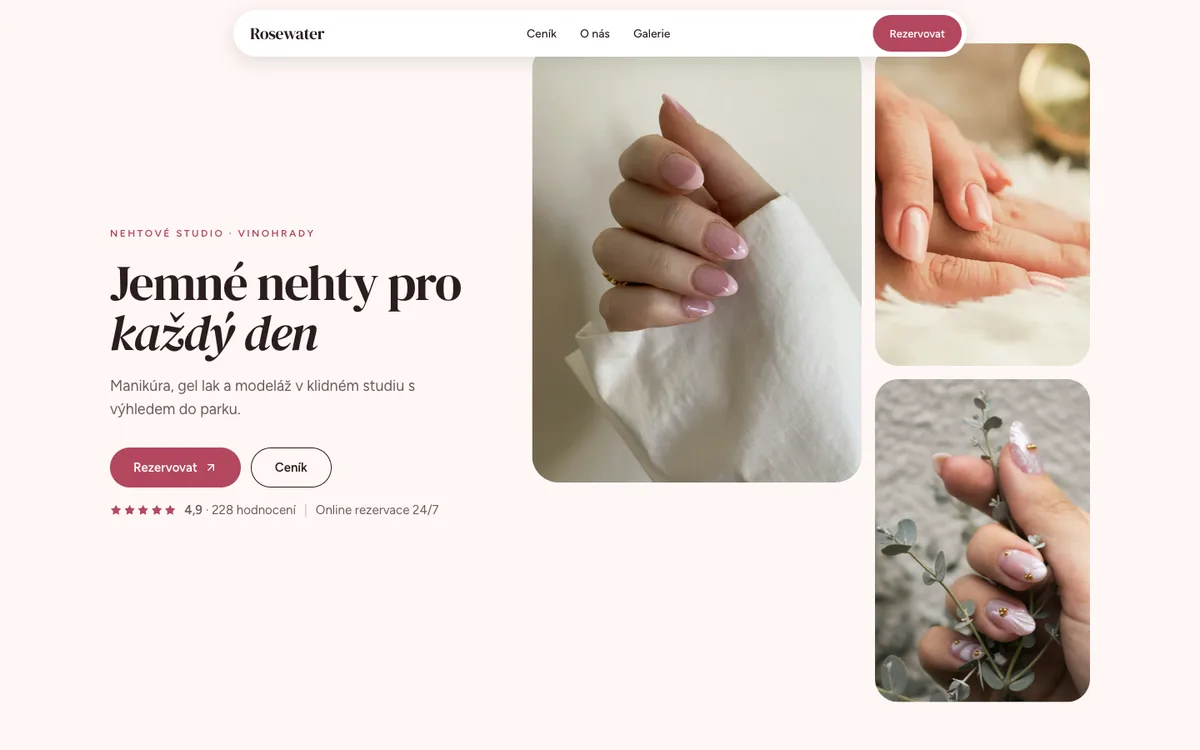 Rosewater
Ceník
O nás
Galerie
Rezervovat
NEHTOVÉ STUDIO · VINOHRADY
Jemné nehty pro
každý den
Manikúra, gel lak a modeláž v klidném studiu s
výhledem do parku.
Rezervovat
Ceník
4,9 · 228 hodnocení | Online rezervace 24/7